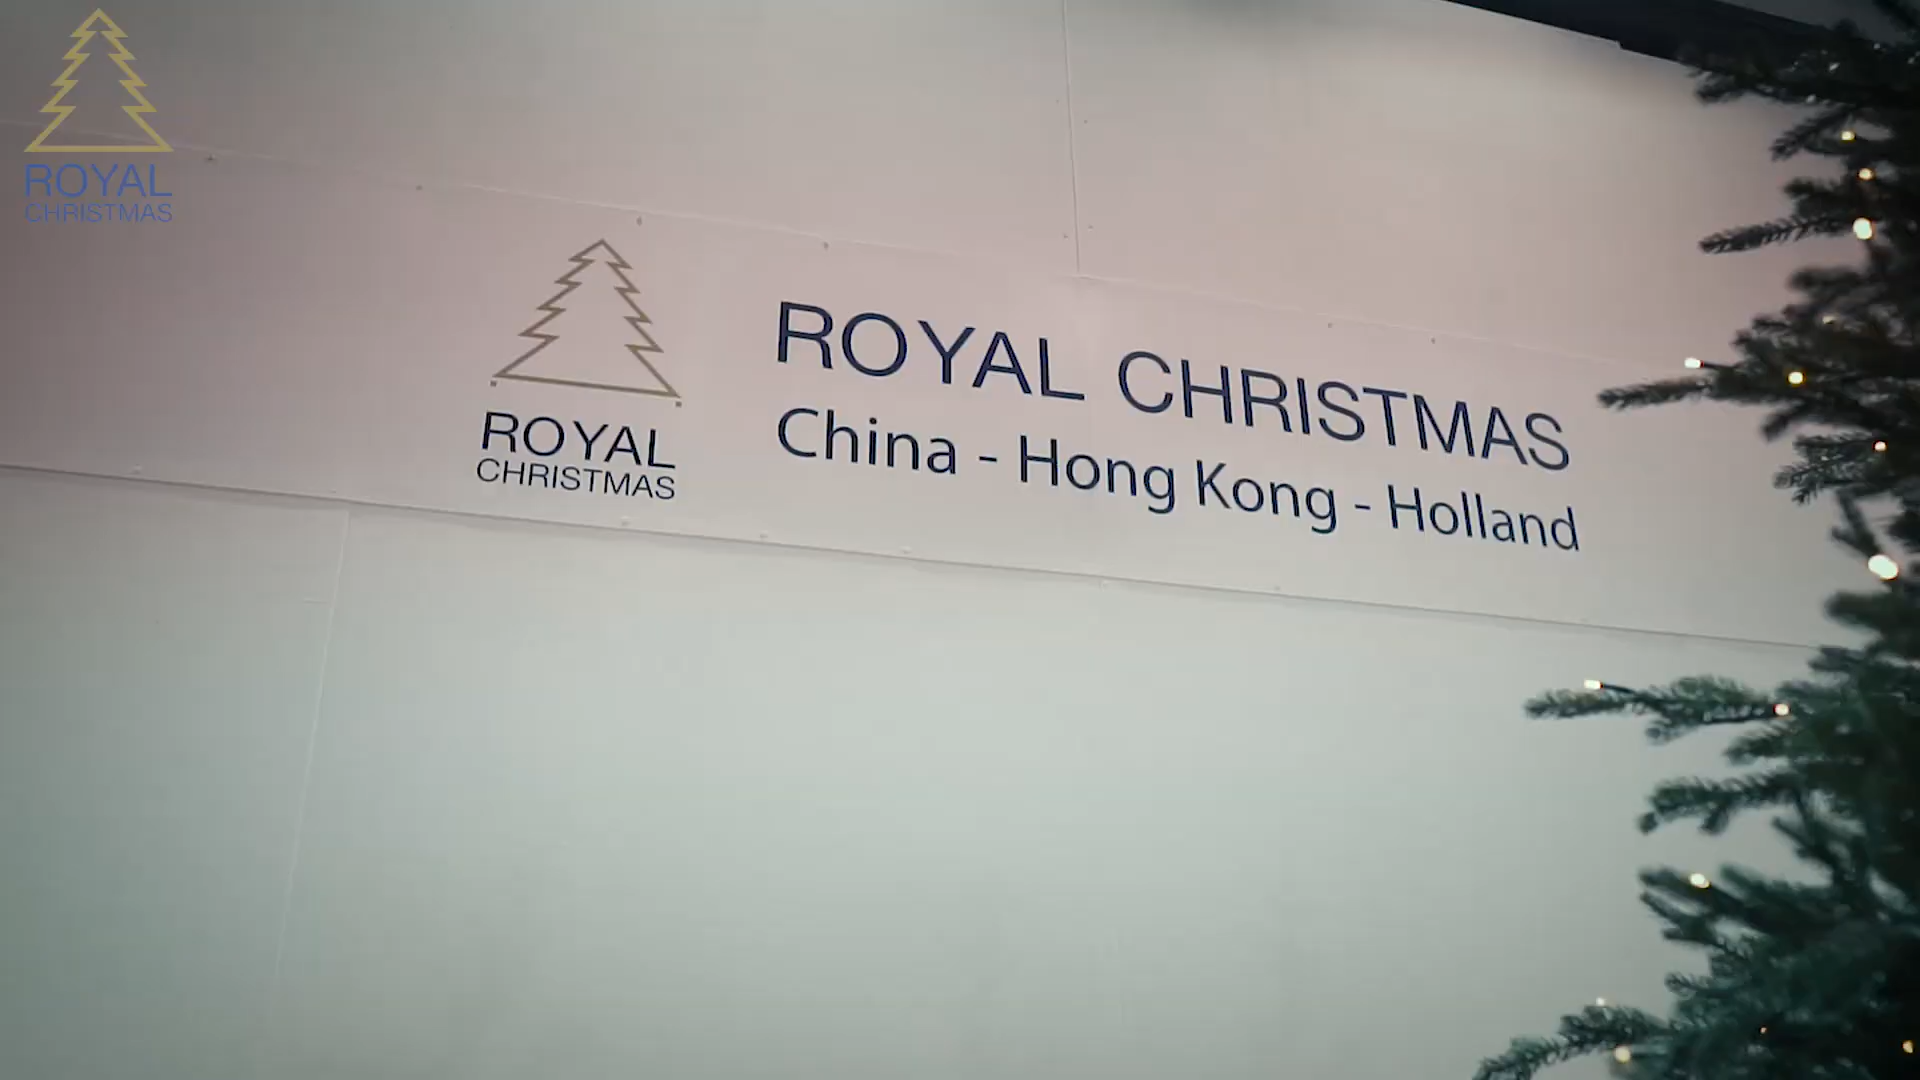 ROYAL
CHRISTMAS
ROYAL
CHRISTMAS
ROYAL CHRISTMAS
China - Hong Kong - Holland